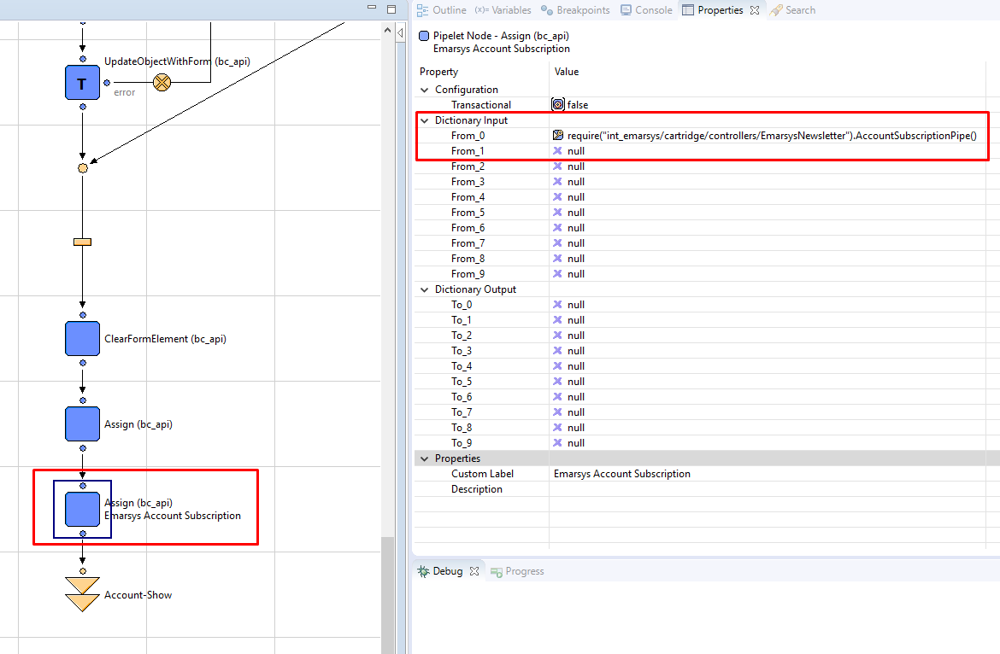 UpdateObjectWithForm (bc_api)
T
error
ClearFormElement (bc_api)
Assign (bc_api)
Assign (bc_api)
Emarsys Account Subscription
Account-Show
Outline (x)= Variables Breakpoints Console Properties Search
Pipelet Node - Assign (bc_api)
Emarsys Account Subscription
Property Value
Configuration
Transactional false
Dictionary Input
From_0 require("int_emarsys/cartridge/controllers/EmarsysNewsletter").AccountSubscriptionPipe()
From_1 null
From_2 null
From_3 null
From_4 null
From_5 null
From_6 null
From_7 null
From_8 null
From_9 null
Dictionary Output
To_0 null
To_1 null
To_2 null
To_3 null
To_4 null
To_5 null
To_6 null
To_7 null
To_8 null
To_9 null
Properties
Custom Label Emarsys Account Subscription
Description
Debug Progress